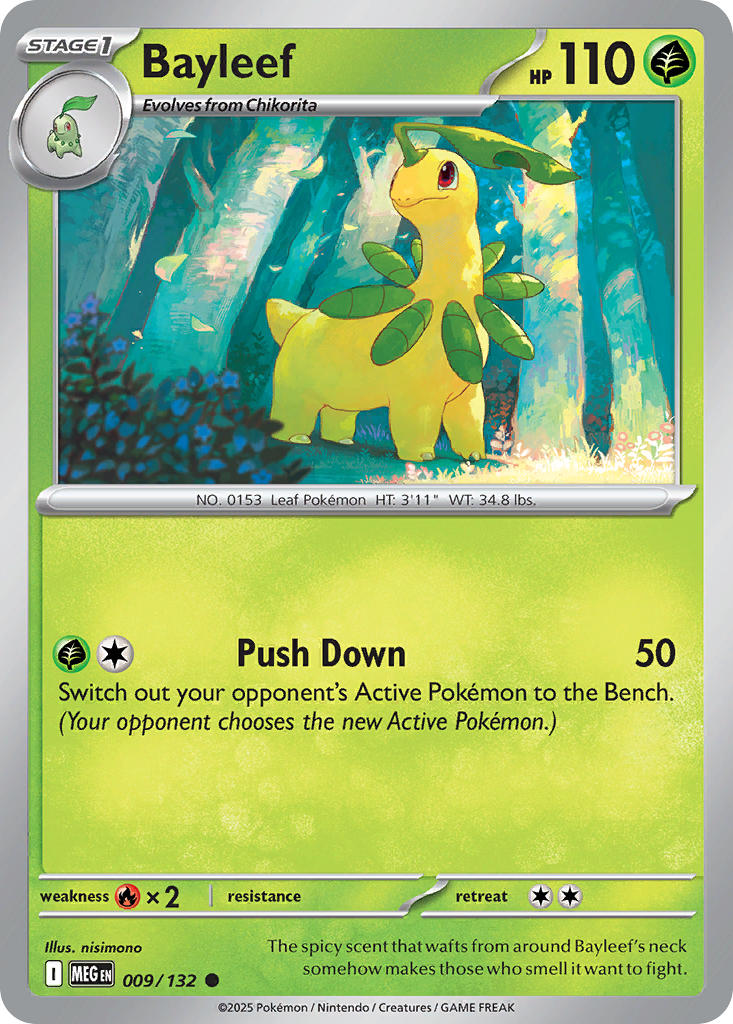 STAGE1
Bayleef
HP 110
Evolves from Chikorita
NO. 0153 Leaf Pokémon HT: 3'11" WT: 34.8 lbs.
Push Down 50
Switch out your opponent's Active Pokémon to the Bench.
(Your opponent chooses the new Active Pokémon.)
weakness ×2 resistance retreat
Illus. nisimono
The spicy scent that wafts from around Bayleef's neck
somehow makes those who smell it want to fight.
I MEG EN 009/132
©2025 Pokémon / Nintendo / Creatures / GAME FREAK